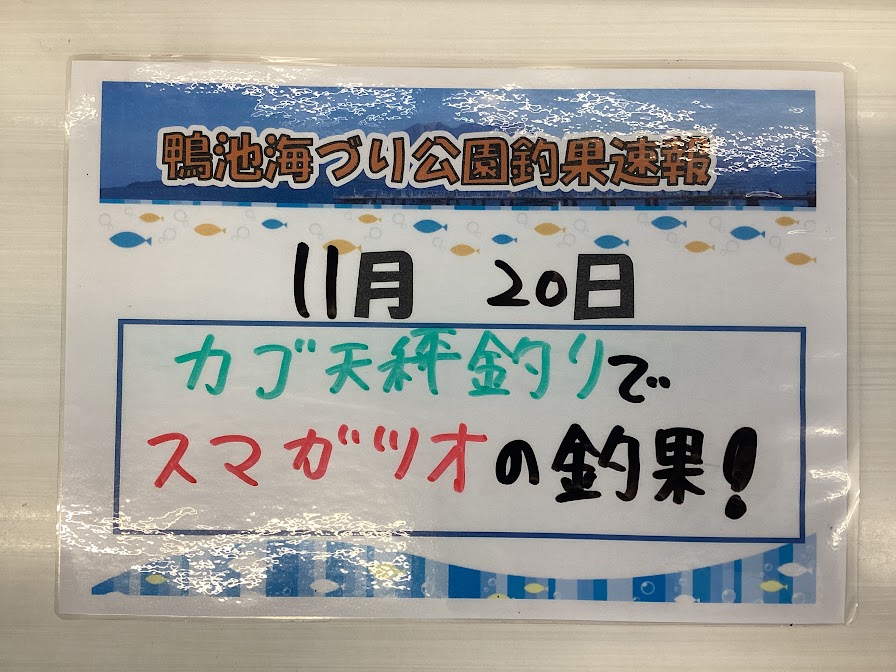 鴨池海づり公園釣果速報
11月 20日
カゴ天秤釣りで
スマガツオの釣果!